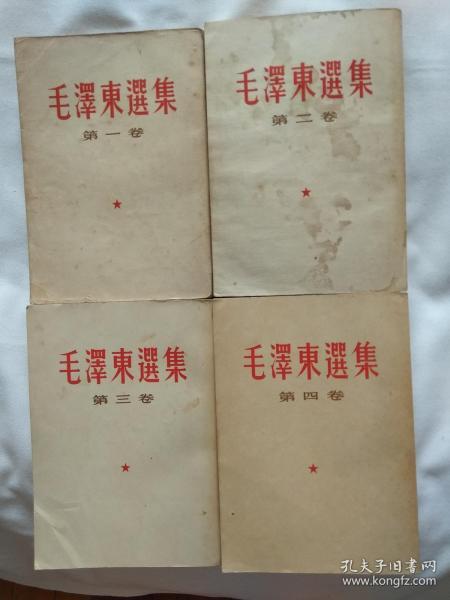 毛澤東選集
第一卷
毛澤東選集
第二卷
毛澤東選集
第三卷
毛澤東選集
第四卷
孔夫子旧书网
www.kongfz.com